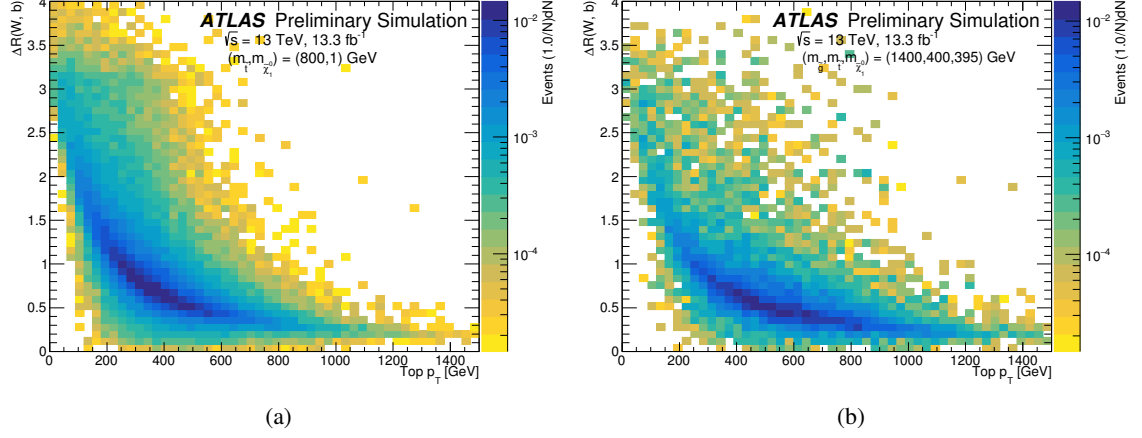 ΔR(W, b)
4
3.5
3
2.5
2
1.5
1
0.5
0
0 200 400 600 800 1000 1200 1400
Top p_T [GeV]
ATLAS Preliminary Simulation
√s = 13 TeV, 13.3 fb⁻¹
(m_t̃, m_χ̃₁⁰) = (800,1) GeV
10⁻²
10⁻³
10⁻⁴
Events (1.0/N)dN
(a)
ΔR(W, b)
4
3.5
3
2.5
2
1.5
1
0.5
0
0 200 400 600 800 1000 1200 1400
Top p_T [GeV]
ATLAS Preliminary Simulation
√s = 13 TeV, 13.3 fb⁻¹
(m_g̃, m_t̃, m_χ̃₁⁰) = (1400,400,395) GeV
10⁻²
10⁻³
10⁻⁴
Events (1.0/N)dN
(b)